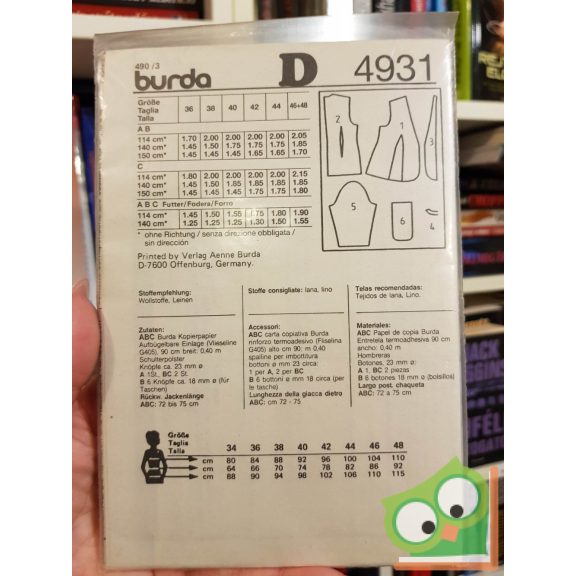 490 /3
burda D 4931
Größe
Taglia
Talla
36 38 40 42 44 46+48
A B
114 cm* 1.70 2.00 2.00 2.00 2.00 2.05
140 cm* 1.45 1.50 1.75 1.75 1.75 1.85
150 cm* 1.45 1.45 1.75 1.65 1.65 1.70
C
114 cm* 1.80 2.00 2.00 2.00 2.00 2.15
140 cm* 1.45 1.50 1.85 1.85 1.85 1.85
150 cm* 1.45 1.45 1.75 1.75 1.75 1.80
A B C Futter/Fodera/Forro
114 cm* 1.45 1.50 1.55 1.75 1.80 1.90
140 cm* 1.25 1.25 1.25 1.30 1.50 1.55
* ohne Richtung / senza direzione obbligata /
sin dirección
Printed by Verlag Aenne Burda
D-7600 Offenburg, Germany.
2 1 3
5 6 4
Stoffempfehlung:
Wollstoffe, Leinen
Stoffe consigliate: lana, lino
Telas recomendadas:
Tejidos de lana, Lino.
Zutaten:
ABC Burda Kopierpapier
Aufbügelbare Einlage (Vlieseline
G405), 90 cm breit: 0,40 m
Schulterpolster
Knöpfe ca. 23 mm ø
A 1St., BC 2 St.
B 6 Knöpfe ca. 18 mm ø (für
Taschen)
Rückw. Jackenlänge
ABC: 72 bis 75 cm
Accessori:
ABC carta copiativa Burda
rinforzo termoadesivo (Fliselina
G405) alto cm 90: m 0,40
spalline per imbottitura
bottoni ø mm 23 circa:
1 per A, 2 per BC
B 6 bottoni ø mm 18 circa (per
le tasche)
Lunghezza della giacca dietro
ABC: cm 72 - 75
Materiales:
ABC Papel de copia Burda
Entretela termoadhesiva 90 cm
ancho: 0,40 m
Hombreras
Botones, 23 mm ø:
A 1. BC 2 piezas
B 6 botones 18 mm ø (bolsillos)
Largo post. chaqueta
ABC: 72 à 75 cm
Größe
Taglia
Talla
34 36 38 40 42 44 46 48
cm 80 84 88 92 96 100 104 110
cm 64 66 70 74 78 82 86 92
cm 88 90 94 98 102 106 110 115